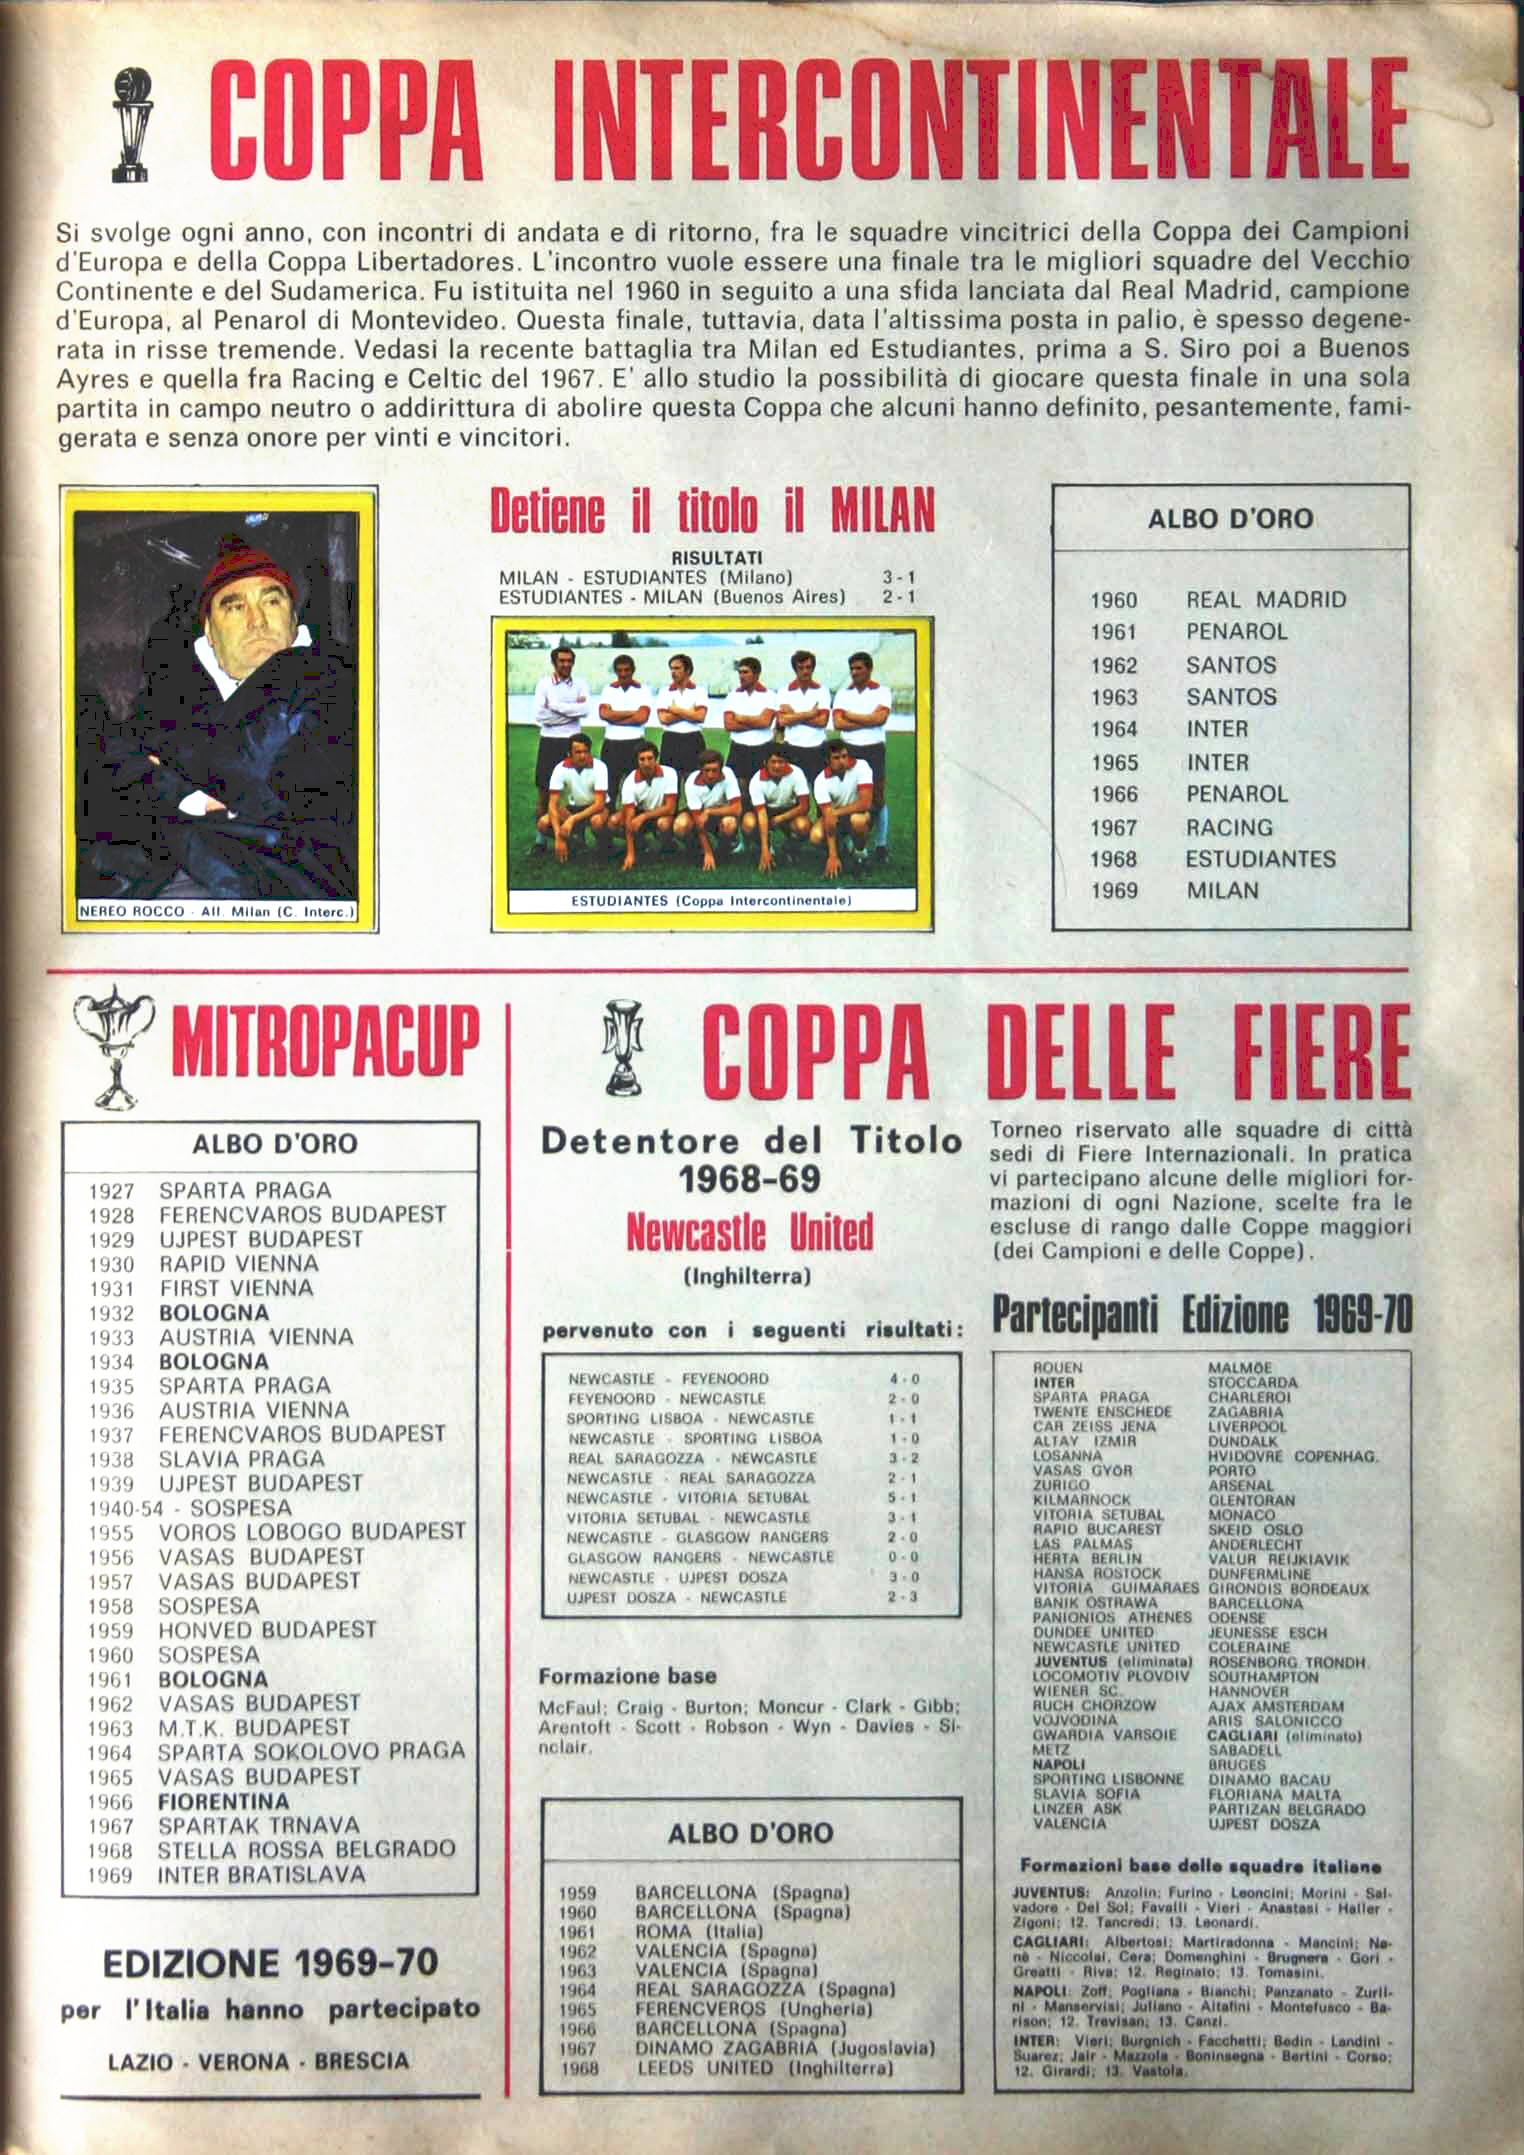 COPPA INTERCONTINENTALE
Si svolge ogni anno, con incontri di andata e di ritorno, fra le squadre vincitrici della Coppa dei Campioni
d'Europa e della Coppa Libertadores. L'incontro vuole essere una finale tra le migliori squadre del Vecchio
Continente e del Sudamerica. Fu istituita nel 1960 in seguito a una sfida lanciata dal Real Madrid, campione
d'Europa, al Penarol di Montevideo. Questa finale, tuttavia, data l'altissima posta in palio, è spesso degene-
rata in risse tremende. Vedasi la recente battaglia tra Milan ed Estudiantes, prima a S. Siro poi a Buenos
Ayres e quella fra Racing e Celtic del 1967. E' allo studio la possibilità di giocare questa finale in una sola
partita in campo neutro o addirittura di abolire questa Coppa che alcuni hanno definito, pesantemente, fami-
gerata e senza onore per vinti e vincitori.
NEREO ROCCO - All. Milan (C. Interc.)
Detiene il titolo il MILAN
RISULTATI
MILAN - ESTUDIANTES (Milano) 3-1
ESTUDIANTES - MILAN (Buenos Aires) 2-1
ESTUDIANTES (Coppa Intercontinentale)
ALBO D'ORO
1960 REAL MADRID
1961 PENAROL
1962 SANTOS
1963 SANTOS
1964 INTER
1965 INTER
1966 PENAROL
1967 RACING
1968 ESTUDIANTES
1969 MILAN
MITROPACUP
ALBO D'ORO
1927 SPARTA PRAGA
1928 FERENCVAROS BUDAPEST
1929 UJPEST BUDAPEST
1930 RAPID VIENNA
1931 FIRST VIENNA
1932 BOLOGNA
1933 AUSTRIA VIENNA
1934 BOLOGNA
1935 SPARTA PRAGA
1936 AUSTRIA VIENNA
1937 FERENCVAROS BUDAPEST
1938 SLAVIA PRAGA
1939 UJPEST BUDAPEST
1940-54 - SOSPESA
1955 VOROS LOBOGO BUDAPEST
1956 VASAS BUDAPEST
1957 VASAS BUDAPEST
1958 SOSPESA
1959 HONVED BUDAPEST
1960 SOSPESA
1961 BOLOGNA
1962 VASAS BUDAPEST
1963 M.T.K. BUDAPEST
1964 SPARTA SOKOLOVO PRAGA
1965 VASAS BUDAPEST
1966 FIORENTINA
1967 SPARTAK TRNAVA
1968 STELLA ROSSA BELGRADO
1969 INTER BRATISLAVA
EDIZIONE 1969-70
per l'Italia hanno partecipato
LAZIO - VERONA - BRESCIA
COPPA DELLE FIERE
Detentore del Titolo
1968-69
Newcastle United
(Inghilterra)
pervenuto con i seguenti risultati:
NEWCASTLE - FEYENOORD 4-0
FEYENOORD - NEWCASTLE 2-0
SPORTING LISBOA - NEWCASTLE 1-1
NEWCASTLE - SPORTING LISBOA 1-0
REAL SARAGOZZA - NEWCASTLE 3-2
NEWCASTLE - REAL SARAGOZZA 2-1
NEWCASTLE - VITORIA SETUBAL 5-1
VITORIA SETUBAL - NEWCASTLE 3-1
NEWCASTLE - GLASGOW RANGERS 2-0
GLASGOW RANGERS - NEWCASTLE 0-0
NEWCASTLE - UJPEST DOSZA 3-0
UJPEST DOSZA - NEWCASTLE 2-3
Formazione base
McFaul; Craig - Burton; Moncur - Clark - Gibb;
Arentoft - Scott - Robson - Wyn - Davies - Si-
nclair.
ALBO D'ORO
1959 BARCELLONA (Spagna)
1960 BARCELLONA (Spagna)
1961 ROMA (Italia)
1962 VALENCIA (Spagna)
1963 VALENCIA (Spagna)
1964 REAL SARAGOZZA (Spagna)
1965 FERENCVEROS (Ungheria)
1966 BARCELLONA (Spagna)
1967 DINAMO ZAGABRIA (Jugoslavia)
1968 LEEDS UNITED (Inghilterra)
Torneo riservato alle squadre di città
sedi di Fiere Internazionali. In pratica
vi partecipano alcune delle migliori for-
mazioni di ogni Nazione, scelte fra le
escluse di rango dalle Coppe maggiori
(dei Campioni e delle Coppe).
Partecipanti Edizione 1969-70
ROUEN
INTER
SPARTA PRAGA
TWENTE ENSCHEDE
CAR ZEISS JENA
ALTAY IZMIR
LOSANNA
VASAS GYOR
ZURIGO
KILMARNOCK
VITORIA SETUBAL
RAPID BUCAREST
LAS PALMAS
HERTA BERLIN
HANSA ROSTOCK
VITORIA GUIMARAES
BANIK OSTRAWA
PANIONIOS ATHENES
DUNDEE UNITED
NEWCASTLE UNITED
JUVENTUS (eliminata)
LOCOMOTIV PLOVDIV
WIENER SC.
RUCH CHORZOW
VOJVODINA
GWARDIA VARSOIE
METZ
NAPOLI
SPORTING LISBONNE
SLAVIA SOFIA
LINZER ASK
VALENCIA
MALMOE
STOCCARDA
CHARLEROI
ZAGABRIA
LIVERPOOL
DUNDALK
HVIDOVRE COPENHAG.
PORTO
ARSENAL
GLENTORAN
MONACO
SKEID OSLO
ANDERLECHT
VALUR REIJKIAVIK
DUNFERMLINE
GIRONDIS BORDEAUX
BARCELLONA
ODENSE
JEUNESSE ESCH
COLERAINE
ROSENBORG TRONDH.
SOUTHAMPTON
HANNOVER
AJAX AMSTERDAM
ARIS SALONICCO
CAGLIARI (eliminato)
SABADELL
BRUGES
DINAMO BACAU
FLORIANA MALTA
PARTIZAN BELGRADO
UJPEST DOSZA
Formazioni base delle squadre italiane
JUVENTUS: Anzolin; Furino - Leoncini; Morini - Sal-
vadore - Del Sol; Favalli - Vieri - Anastasi - Haller -
Zigoni; 12. Tancredi; 13. Leonardi.
CAGLIARI: Albertosi; Martiradonna - Mancini; Ne-
nè - Niccolai, Cera; Domenghini - Brugnera - Gori -
Greatti - Riva; 12. Reginato; 13. Tomasini.
NAPOLI: Zoff; Pogliana - Bianchi; Panzanato - Zurli-
ni - Manservisi; Juliano - Altafini - Montefusco - Ba-
rison; 12. Trevisan; 13. Canzi.
INTER: Vieri; Burgnich - Facchetti; Bedin - Landini -
Suarez; Jair - Mazzola - Boninsegna - Bertini - Corso;
12. Girardi; 13. Vastola.